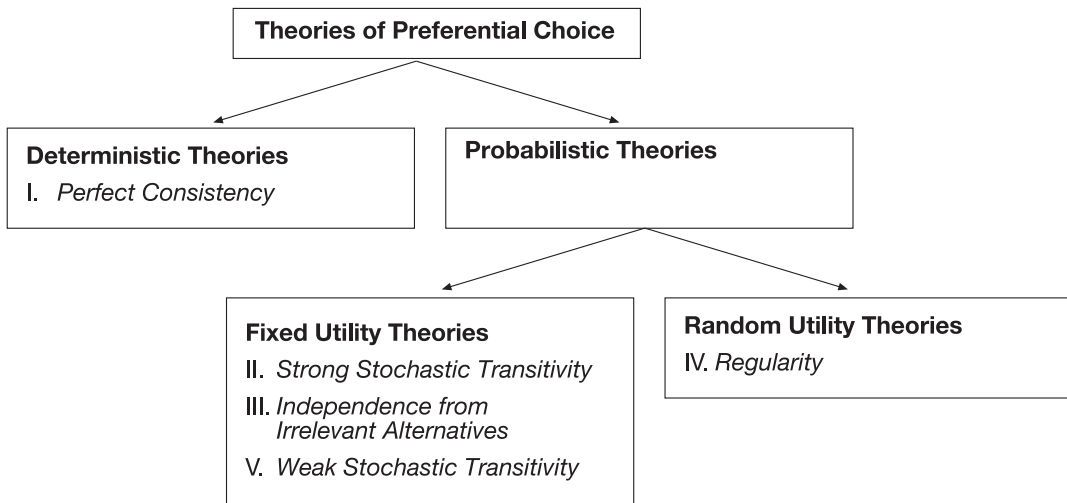 Theories of Preferential Choice
Deterministic Theories
I. Perfect Consistency
Probabilistic Theories
Fixed Utility Theories
II. Strong Stochastic Transitivity
III. Independence from
Irrelevant Alternatives
V. Weak Stochastic Transitivity
Random Utility Theories
IV. Regularity